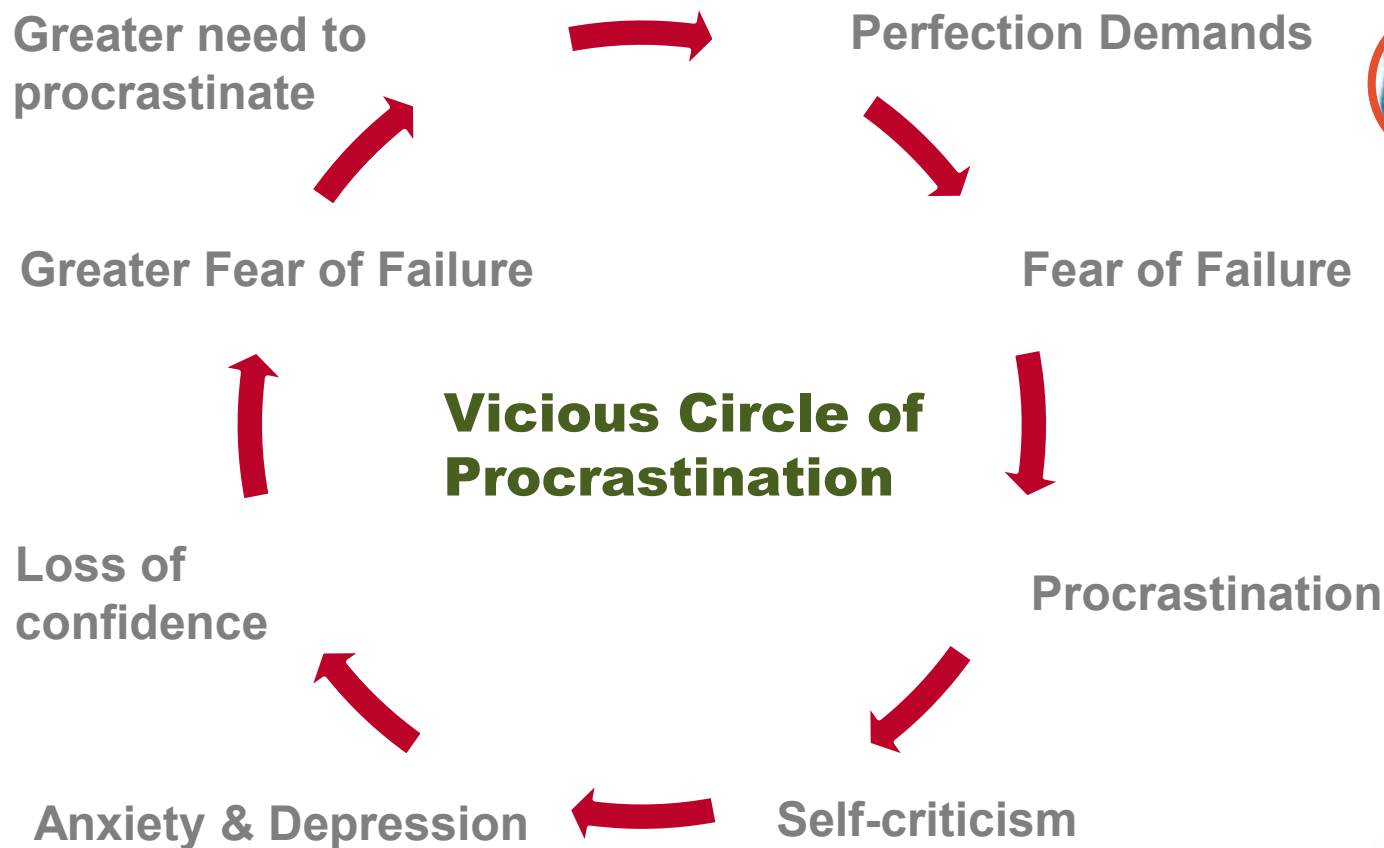 Greater need to
procrastinate
Perfection Demands
Greater Fear of Failure
Fear of Failure
Vicious Circle of
Procrastination
Loss of
confidence
Procrastination
Anxiety & Depression
Self-criticism